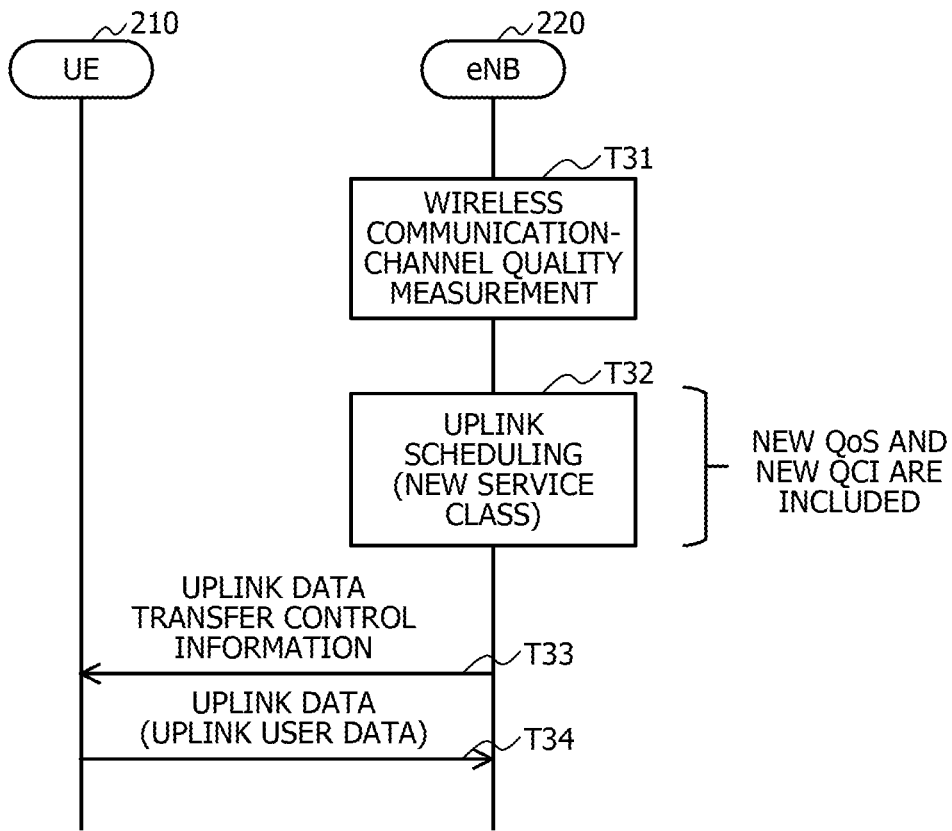 210
220
UE
eNB
T31
WIRELESS
COMMUNICATION-
CHANNEL QUALITY
MEASUREMENT
T32
UPLINK
SCHEDULING
(NEW SERVICE
CLASS)
NEW QoS AND
NEW QCI ARE
INCLUDED
UPLINK DATA
TRANSFER CONTROL
INFORMATION
T33
UPLINK DATA
(UPLINK USER DATA)
T34